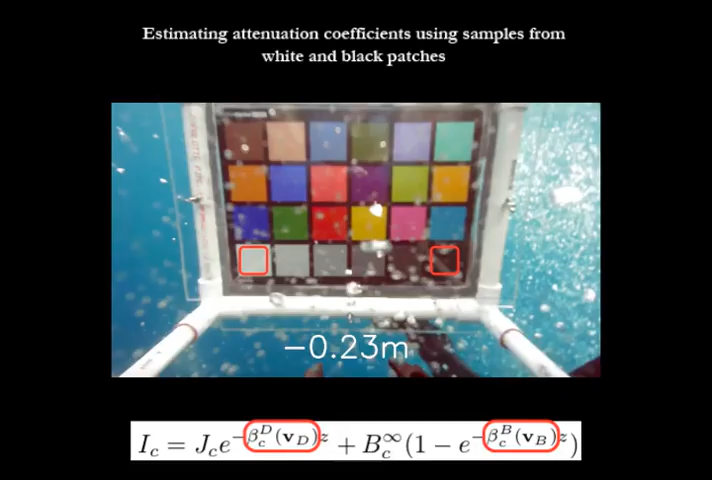 Estimating attenuation coefficients using samples from
white and black patches
−0.23m
I_c = J_c e^{−β_c^D(v_D)z} + B_c^∞(1 − e^{−β_c^B(v_B)z})